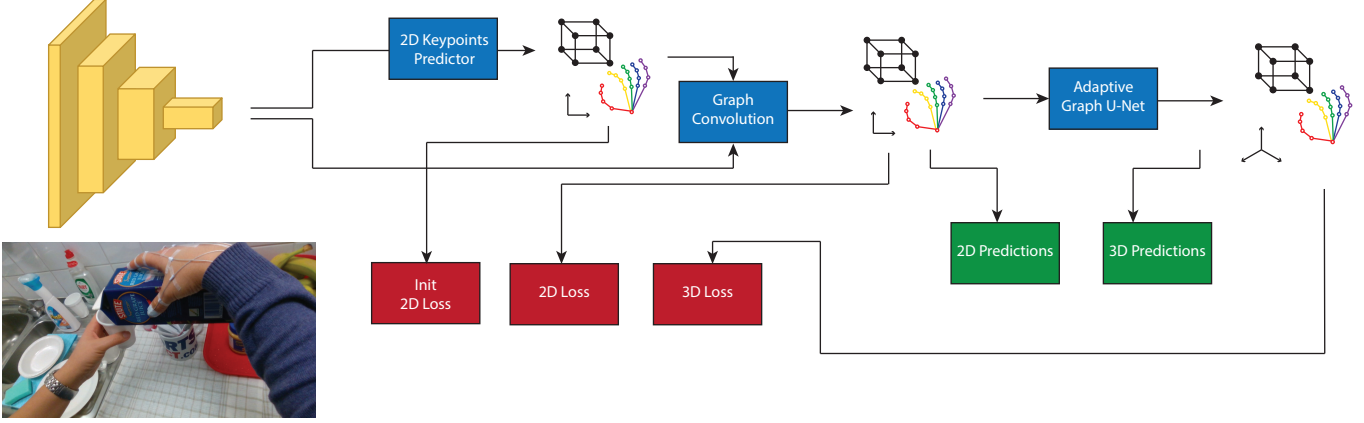 2D Keypoints
Predictor
Graph
Convolution
Adaptive
Graph U-Net
Init
2D Loss
2D Loss
3D Loss
2D Predictions
3D Predictions